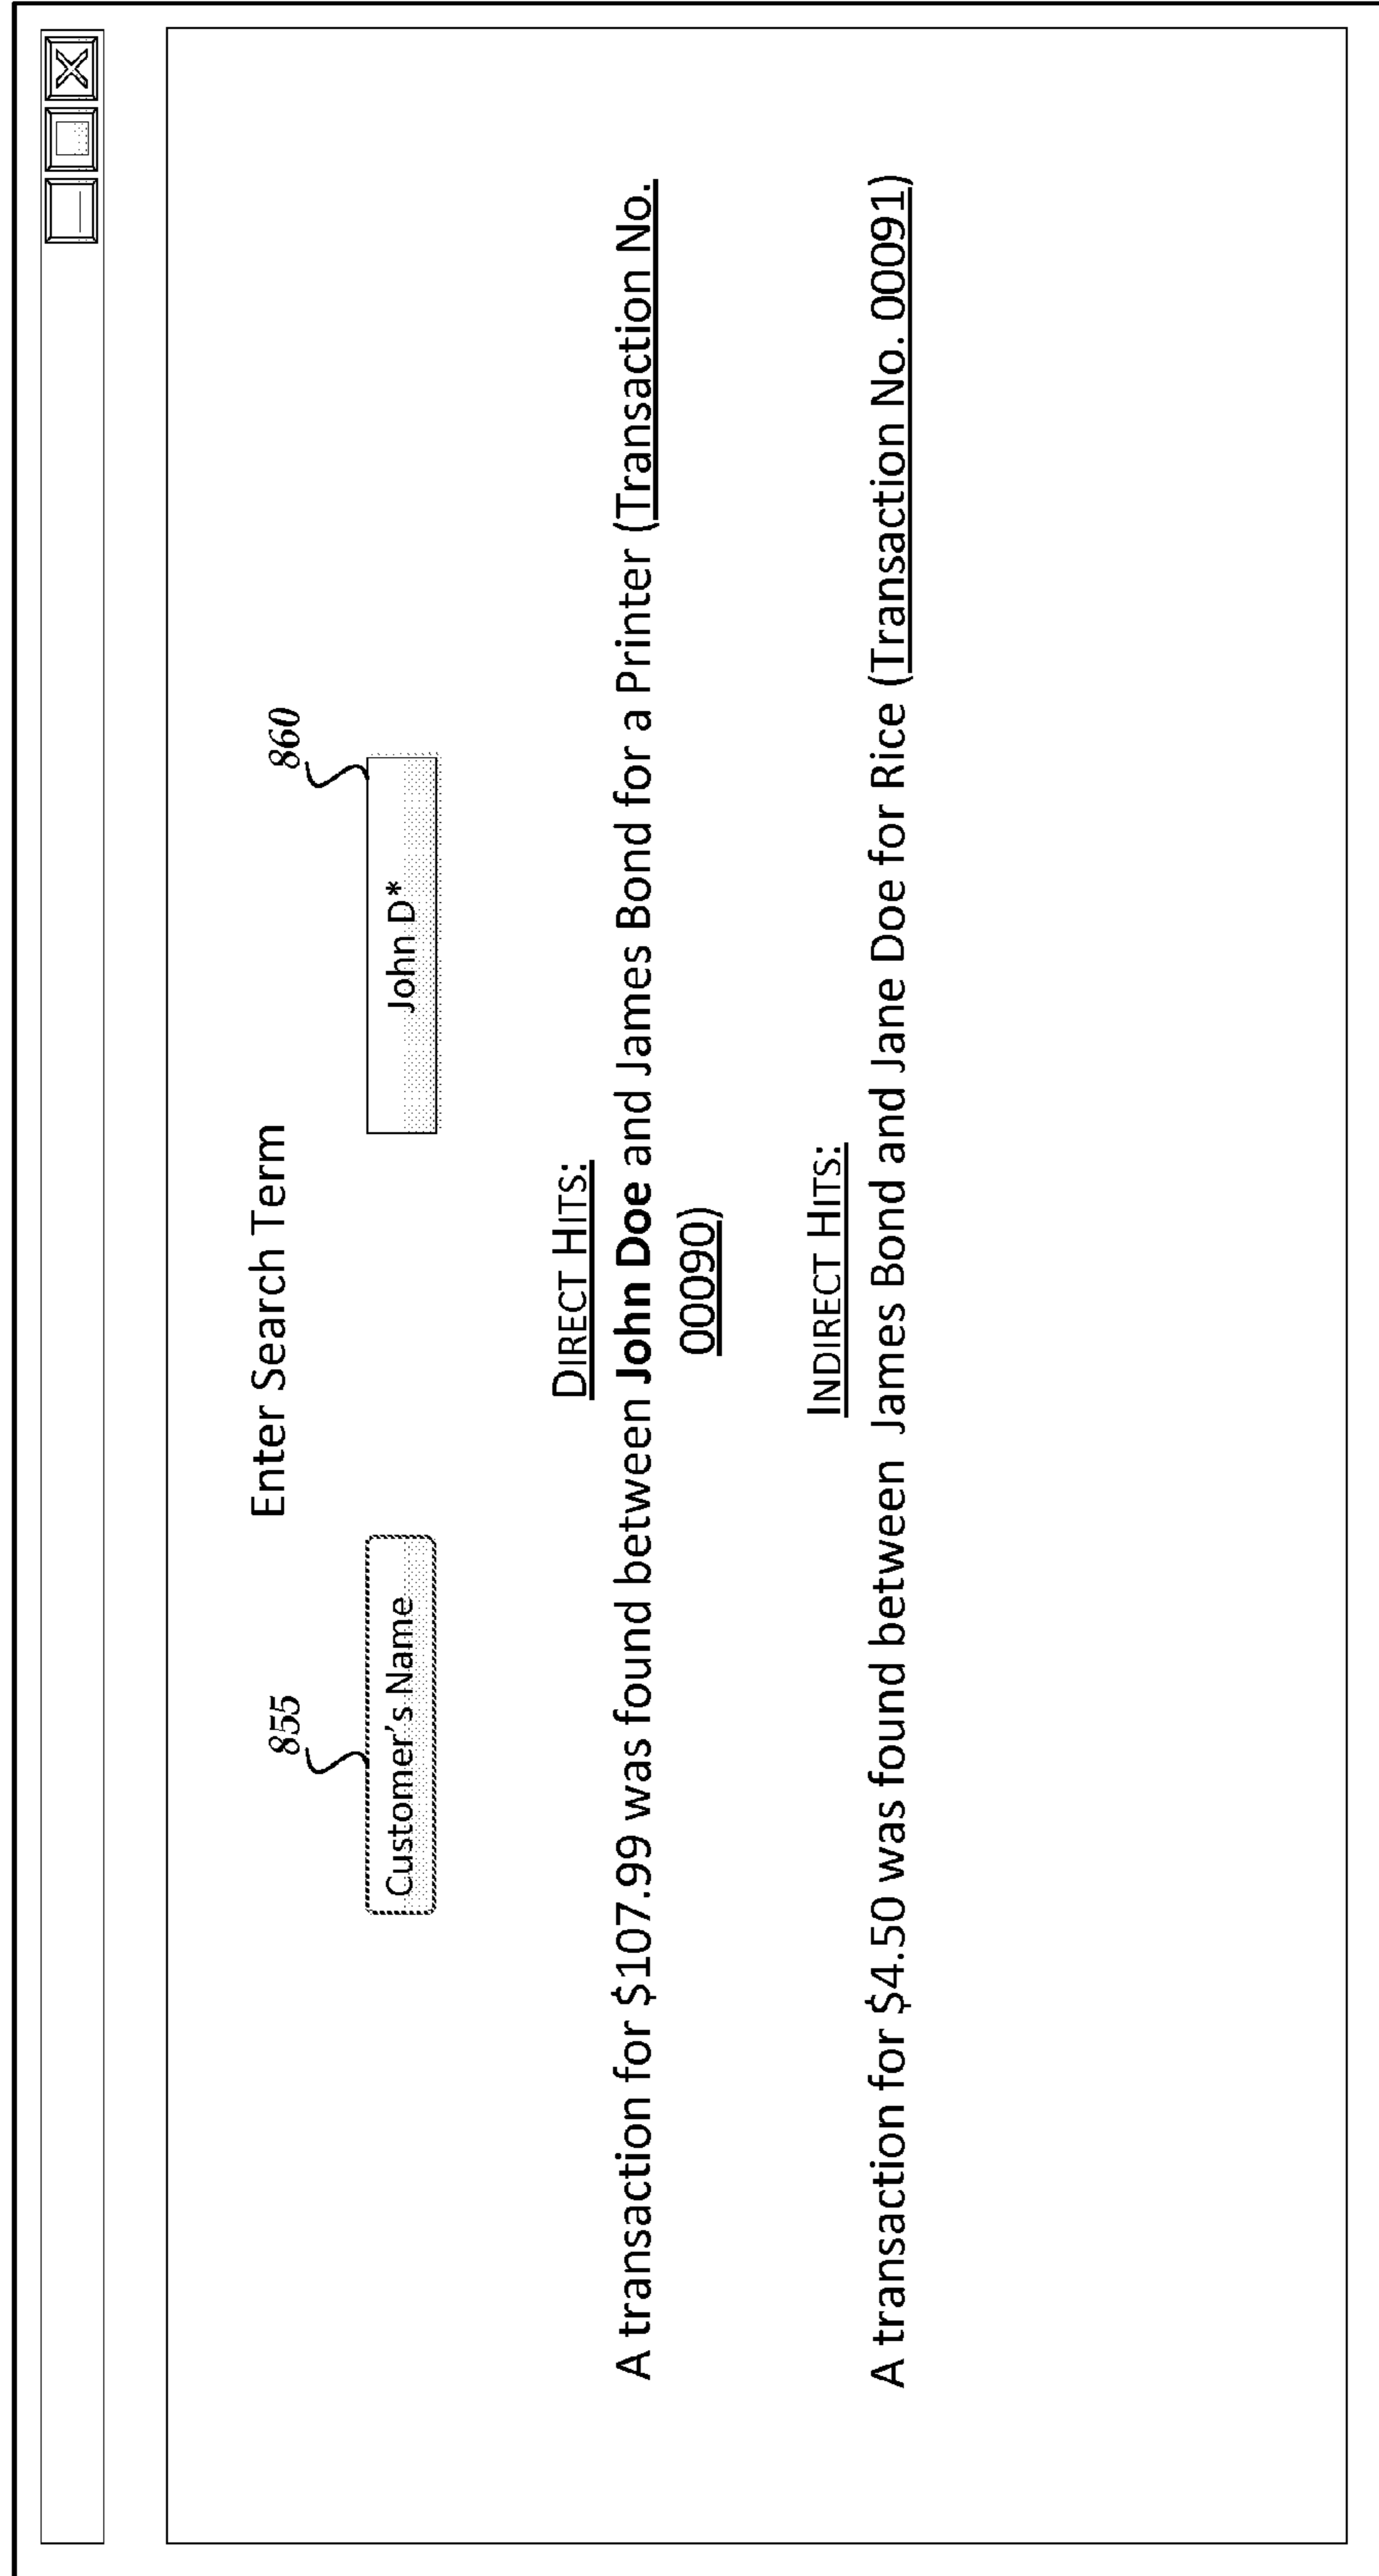 Enter Search Term
855
860
Customer's Name
John D*
DIRECT HITS:
A transaction for $107.99 was found between John Doe and James Bond for a Printer (Transaction No.
00090)
INDIRECT HITS:
A transaction for $4.50 was found between James Bond and Jane Doe for Rice (Transaction No. 00091)